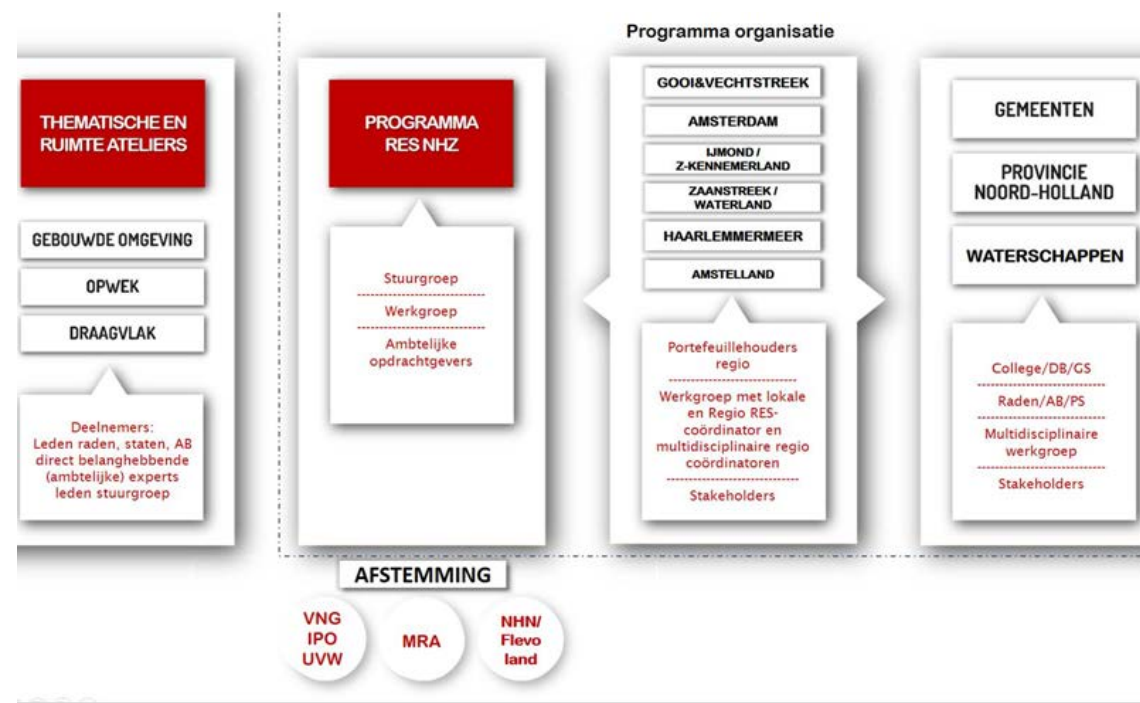 Programma organisatie
THEMATISCHE EN
RUIMTE ATELIERS
GEBOUWDE OMGEVING
OPWEK
DRAAGVLAK
Deelnemers:
Leden raden, staten, AB
direct belanghebbende
(ambtelijke) experts
leden stuurgroep
PROGRAMMA
RES NHZ
Stuurgroep
Werkgroep
Ambtelijke
opdrachtgevers
GOOI&VECHTSTREEK
AMSTERDAM
IJMOND /
Z-KENNEMERLAND
ZAANSTREEK /
WATERLAND
HAARLEMMERMEER
AMSTELLAND
Portefeuillehouders
regio
Werkgroep met lokale
en Regio RES-
coördinator en
multidisciplinaire regio
coördinatoren
Stakeholders
GEMEENTEN
PROVINCIE
NOORD-HOLLAND
WATERSCHAPPEN
College/DB/GS
Raden/AB/PS
Multidisciplinaire
werkgroep
Stakeholders
AFSTEMMING
VNG
IPO
UVW
MRA
NHN/
Flevo
land